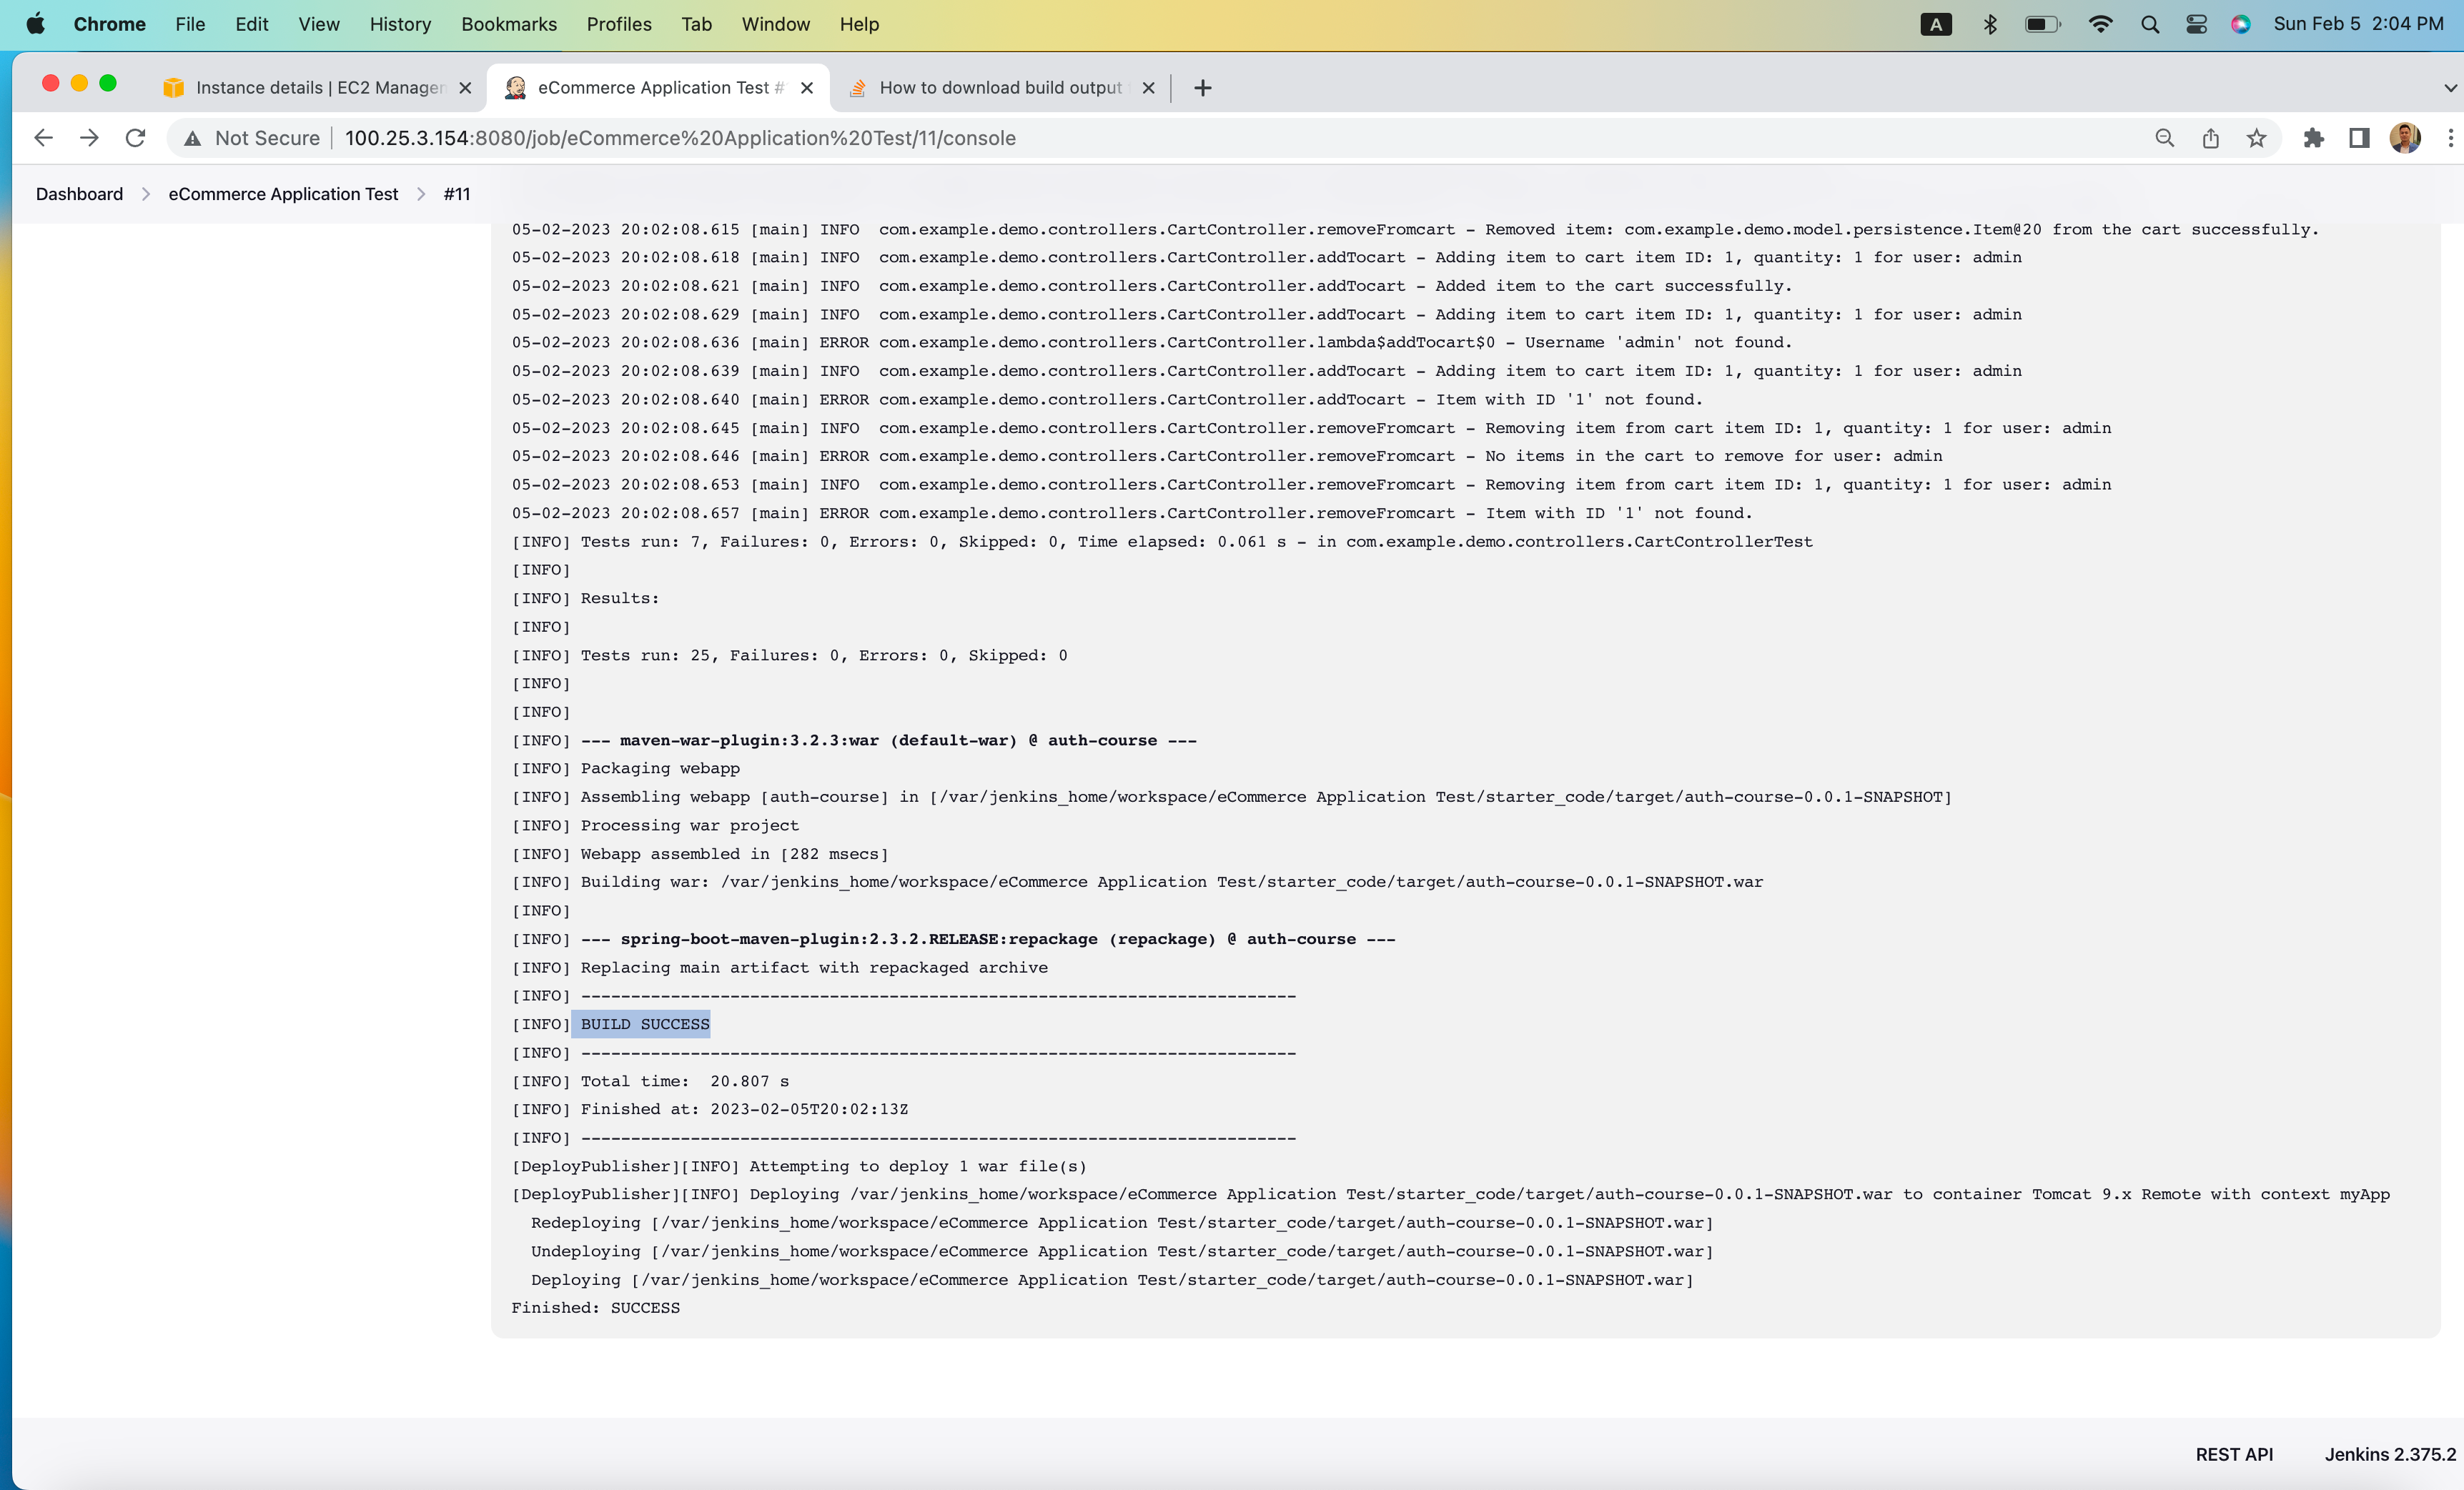 Chrome File Edit View History Bookmarks Profiles Tab Window Help A Sun Feb 5 2:04 PM
Instance details | EC2 Manager eCommerce Application Test # How to download build output
Not Secure 100.25.3.154:8080/job/eCommerce%20Application%20Test/11/console
Dashboard eCommerce Application Test #11
05-02-2023 20:02:08.615 [main] INFO  com.example.demo.controllers.CartController.removeFromcart - Removed item: com.example.demo.model.persistence.Item@20 from the cart successfully.
05-02-2023 20:02:08.618 [main] INFO  com.example.demo.controllers.CartController.addTocart - Adding item to cart item ID: 1, quantity: 1 for user: admin
05-02-2023 20:02:08.621 [main] INFO  com.example.demo.controllers.CartController.addTocart - Added item to the cart successfully.
05-02-2023 20:02:08.629 [main] INFO  com.example.demo.controllers.CartController.addTocart - Adding item to cart item ID: 1, quantity: 1 for user: admin
05-02-2023 20:02:08.636 [main] ERROR com.example.demo.controllers.CartController.lambda$addTocart$0 - Username 'admin' not found.
05-02-2023 20:02:08.639 [main] INFO  com.example.demo.controllers.CartController.addTocart - Adding item to cart item ID: 1, quantity: 1 for user: admin
05-02-2023 20:02:08.640 [main] ERROR com.example.demo.controllers.CartController.addTocart - Item with ID '1' not found.
05-02-2023 20:02:08.645 [main] INFO  com.example.demo.controllers.CartController.removeFromcart - Removing item from cart item ID: 1, quantity: 1 for user: admin
05-02-2023 20:02:08.646 [main] ERROR com.example.demo.controllers.CartController.removeFromcart - No items in the cart to remove for user: admin
05-02-2023 20:02:08.653 [main] INFO  com.example.demo.controllers.CartController.removeFromcart - Removing item from cart item ID: 1, quantity: 1 for user: admin
05-02-2023 20:02:08.657 [main] ERROR com.example.demo.controllers.CartController.removeFromcart - Item with ID '1' not found.
[INFO] Tests run: 7, Failures: 0, Errors: 0, Skipped: 0, Time elapsed: 0.061 s - in com.example.demo.controllers.CartControllerTest
[INFO]
[INFO] Results:
[INFO]
[INFO] Tests run: 25, Failures: 0, Errors: 0, Skipped: 0
[INFO]
[INFO]
[INFO] --- maven-war-plugin:3.2.3:war (default-war) @ auth-course ---
[INFO] Packaging webapp
[INFO] Assembling webapp [auth-course] in [/var/jenkins_home/workspace/eCommerce Application Test/starter_code/target/auth-course-0.0.1-SNAPSHOT]
[INFO] Processing war project
[INFO] Webapp assembled in [282 msecs]
[INFO] Building war: /var/jenkins_home/workspace/eCommerce Application Test/starter_code/target/auth-course-0.0.1-SNAPSHOT.war
[INFO]
[INFO] --- spring-boot-maven-plugin:2.3.2.RELEASE:repackage (repackage) @ auth-course ---
[INFO] Replacing main artifact with repackaged archive
[INFO] ------------------------------------------------------------------------
[INFO] BUILD SUCCESS
[INFO] ------------------------------------------------------------------------
[INFO] Total time:  20.807 s
[INFO] Finished at: 2023-02-05T20:02:13Z
[INFO] ------------------------------------------------------------------------
[DeployPublisher][INFO] Attempting to deploy 1 war file(s)
[DeployPublisher][INFO] Deploying /var/jenkins_home/workspace/eCommerce Application Test/starter_code/target/auth-course-0.0.1-SNAPSHOT.war to container Tomcat 9.x Remote with context myApp
Redeploying [/var/jenkins_home/workspace/eCommerce Application Test/starter_code/target/auth-course-0.0.1-SNAPSHOT.war]
Undeploying [/var/jenkins_home/workspace/eCommerce Application Test/starter_code/target/auth-course-0.0.1-SNAPSHOT.war]
Deploying [/var/jenkins_home/workspace/eCommerce Application Test/starter_code/target/auth-course-0.0.1-SNAPSHOT.war]
Finished: SUCCESS
REST API Jenkins 2.375.2